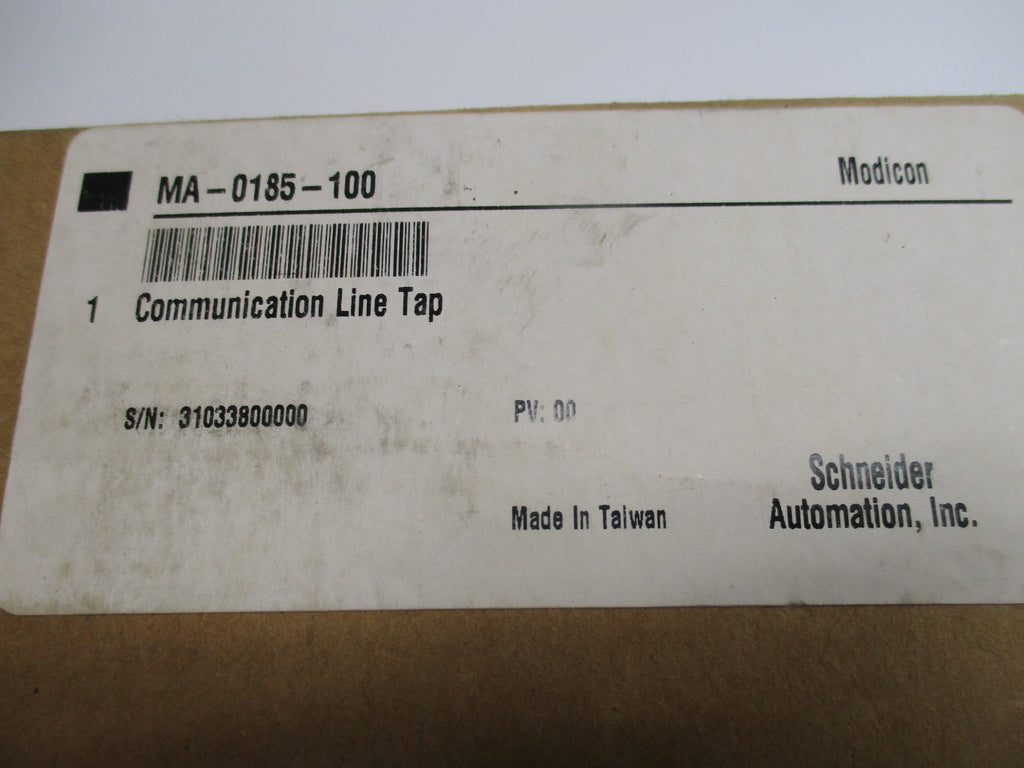 MA-0185-100 Modicon
1 Communication Line Tap
S/N: 31033800000 PV: 00
Schneider
Made In Taiwan Automation, Inc.